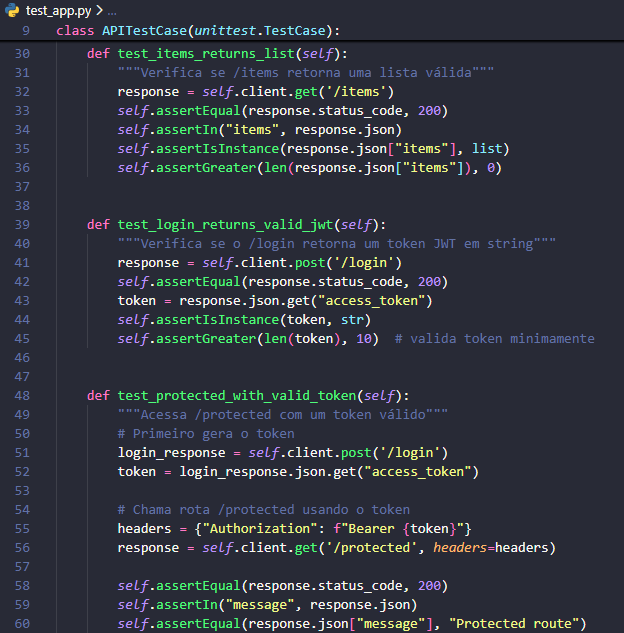 test_app.py > ...
9 class APITestCase(unittest.TestCase):
30 def test_items_returns_list(self):
31 """Verifica se /items retorna uma lista válida"""
32 response = self.client.get('/items')
33 self.assertEqual(response.status_code, 200)
34 self.assertIn("items", response.json)
35 self.assertIsInstance(response.json["items"], list)
36 self.assertGreater(len(response.json["items"]), 0)
37
38
39 def test_login_returns_valid_jwt(self):
40 """Verifica se o /login retorna um token JWT em string"""
41 response = self.client.post('/login')
42 self.assertEqual(response.status_code, 200)
43 token = response.json.get("access_token")
44 self.assertIsInstance(token, str)
45 self.assertGreater(len(token), 10)  # valida token minimamente
46
47
48 def test_protected_with_valid_token(self):
49 """Acessa /protected com um token válido"""
50 # Primeiro gera o token
51 login_response = self.client.post('/login')
52 token = login_response.json.get("access_token")
53
54 # Chama rota /protected usando o token
55 headers = {"Authorization": f"Bearer {token}"}
56 response = self.client.get('/protected', headers=headers)
57
58 self.assertEqual(response.status_code, 200)
59 self.assertIn("message", response.json)
60 self.assertEqual(response.json["message"], "Protected route")